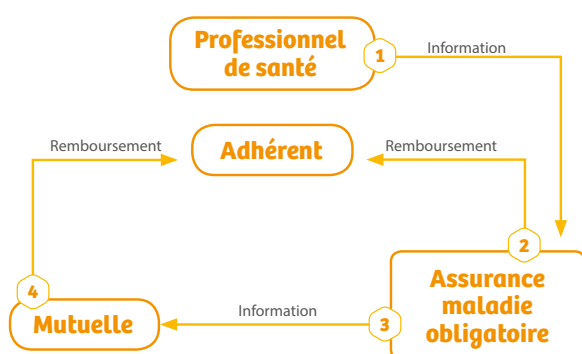 Professionnel
de santé
1
Information
Remboursement
Adhérent
Remboursement
2
Assurance
maladie
obligatoire
3
Information
4
Mutuelle